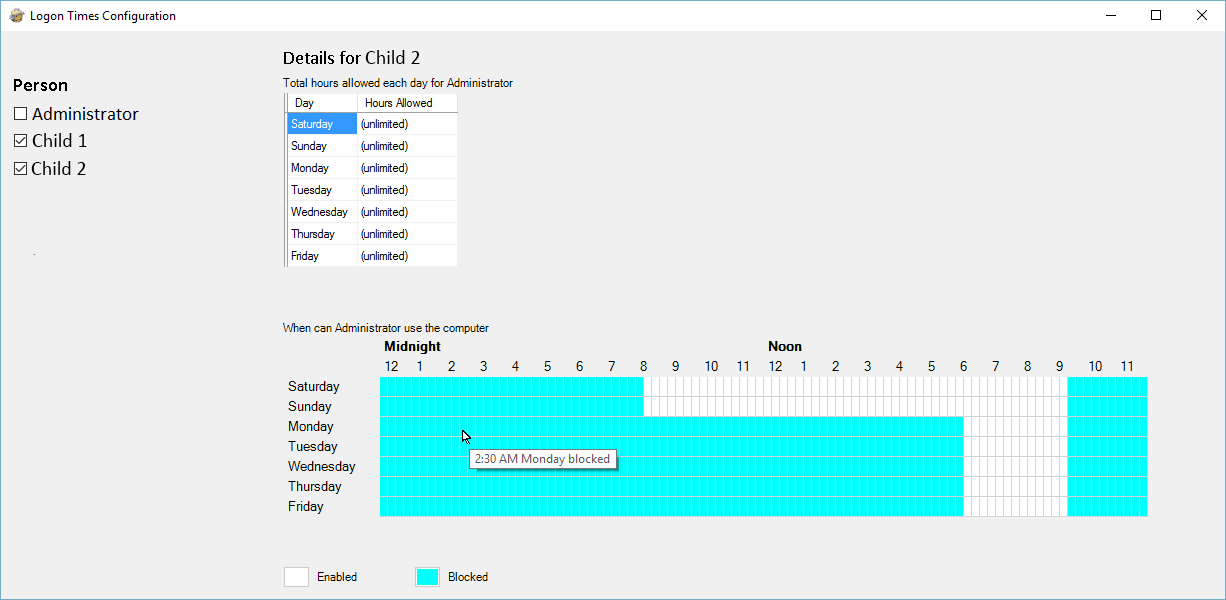 Logon Times Configuration
Details for Child 2
Person
Total hours allowed each day for Administrator
Day Hours Allowed
Administrator
Saturday (unlimited)
Child 1
Sunday (unlimited)
Child 2
Monday (unlimited)
Tuesday (unlimited)
Wednesday (unlimited)
Thursday (unlimited)
Friday (unlimited)
When can Administrator use the computer
Midnight Noon
12 1 2 3 4 5 6 7 8 9 10 11 12 1 2 3 4 5 6 7 8 9 10 11
Saturday
Sunday
Monday
Tuesday
2:30 AM Monday blocked
Wednesday
Thursday
Friday
Enabled Blocked